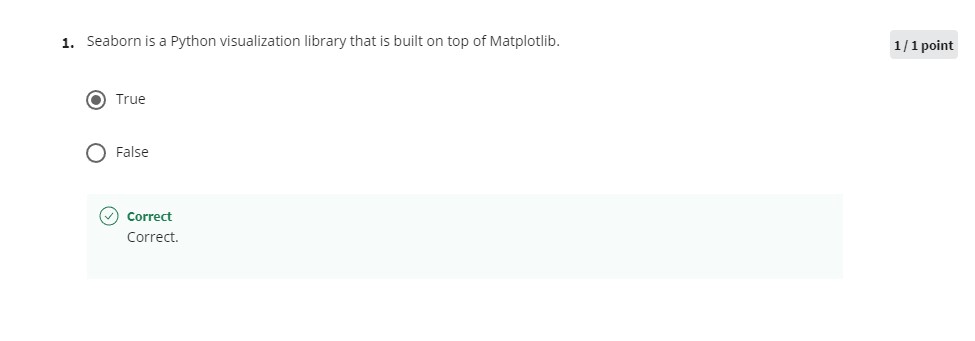 1. Seaborn is a Python visualization library that is built on top of Matplotlib.
1 / 1 point
True
False
Correct
Correct.